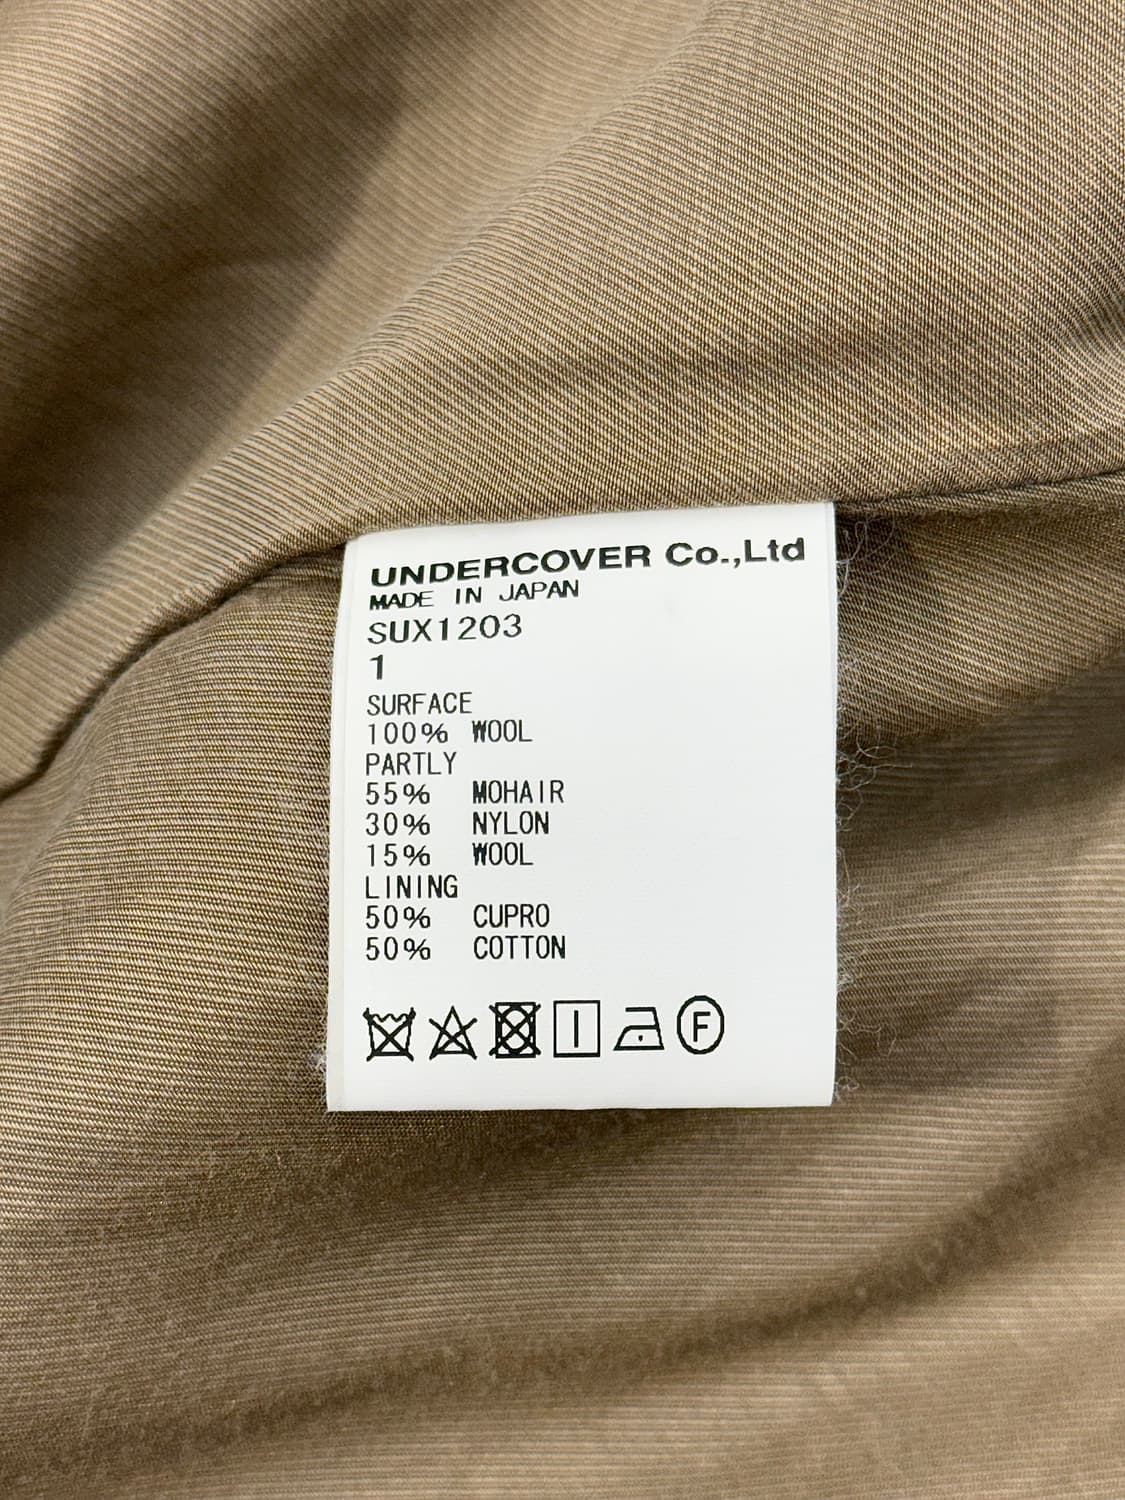 UNDERCOVER Co.,Ltd
MADE IN JAPAN
SUX1203
1
SURFACE
100% WOOL
PARTLY
55% MOHAIR
30% NYLON
15% WOOL
LINING
50% CUPRO
50% COTTON
F